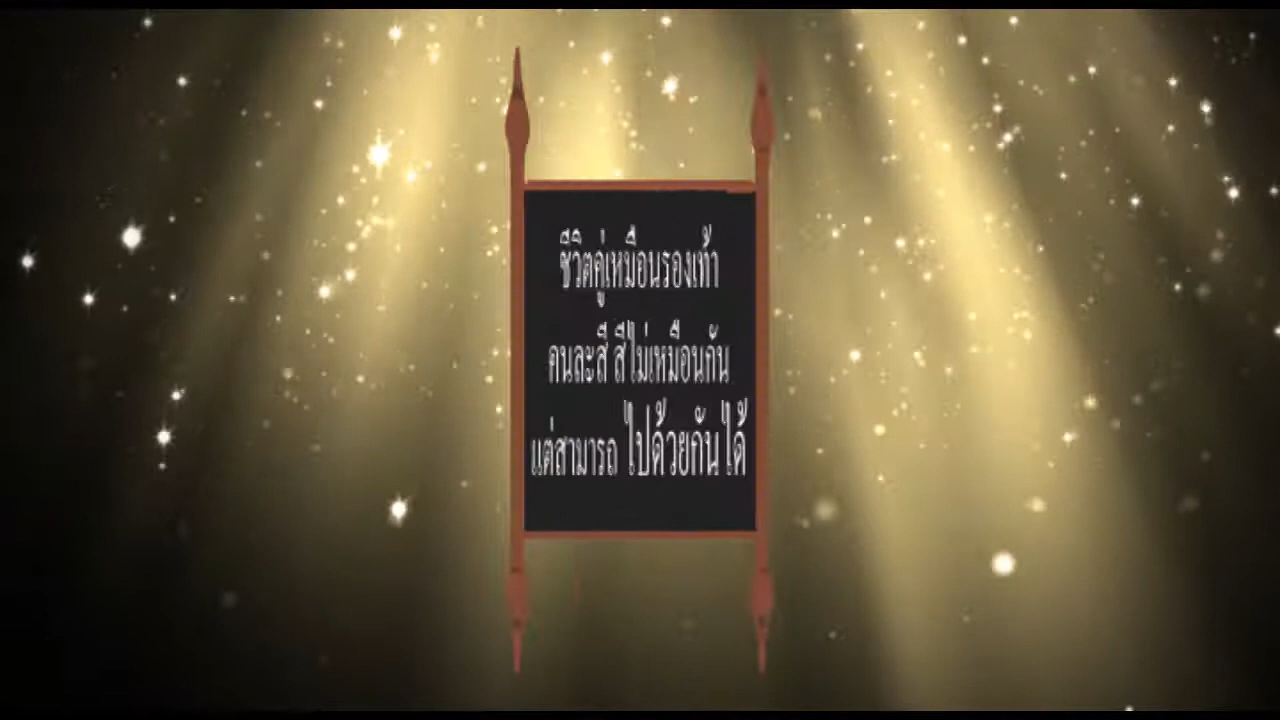 ชีวิตคู่เหมือนรองเท้า
คนละสี สีไม่เหมือนกัน
แต่สามารถ ไปด้วยกันได้